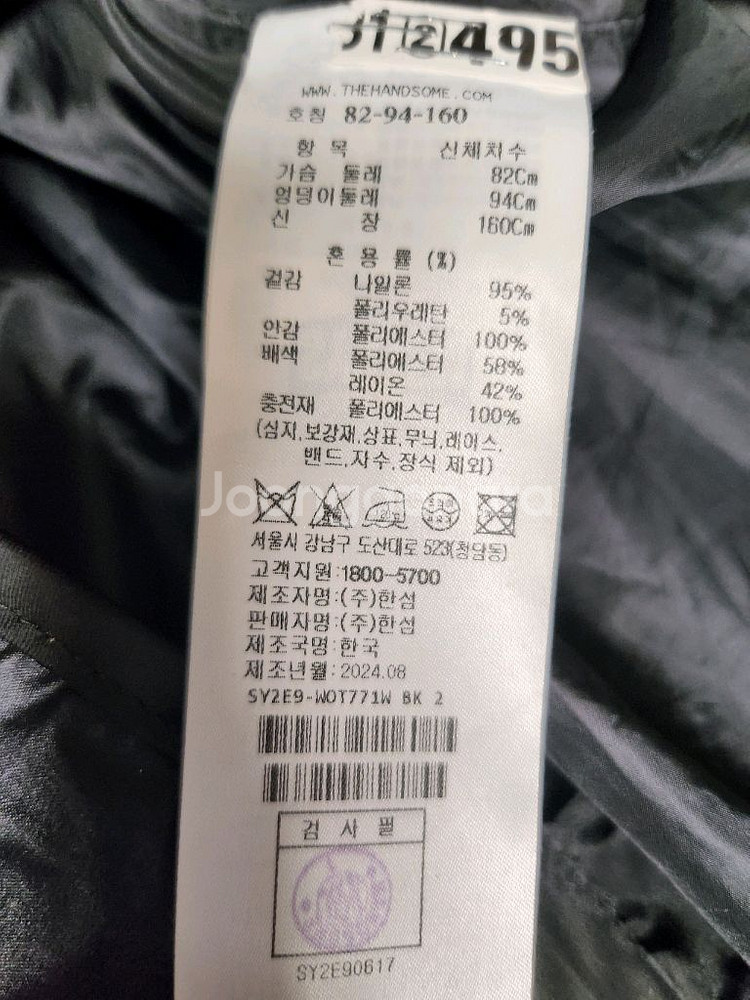 495
WWW.THEHANDSOME.COM
호칭 82-94-160
항 목 신체치수
가슴 둘레 82Cm
엉덩이둘레 94Cm
신 장 160Cm
혼 용 률 (%)
겉감 나일론 95%
폴리우레탄 5%
안감 폴리에스터 100%
배색 폴리에스터 58%
레이온 42%
충전재 폴리에스터 100%
(심지,보강재,상표,무늬,레이스,
밴드,자수,장식 제외)
서울시 강남구 도산대로 523(청담동)
고객지원:1800-5700
제조자명:(주)한섬
판매자명:(주)한섬
제조국명:한국
제조년월:2024.08
SY2E9-WOT771W BK 2
검 사 필
SY2E90617